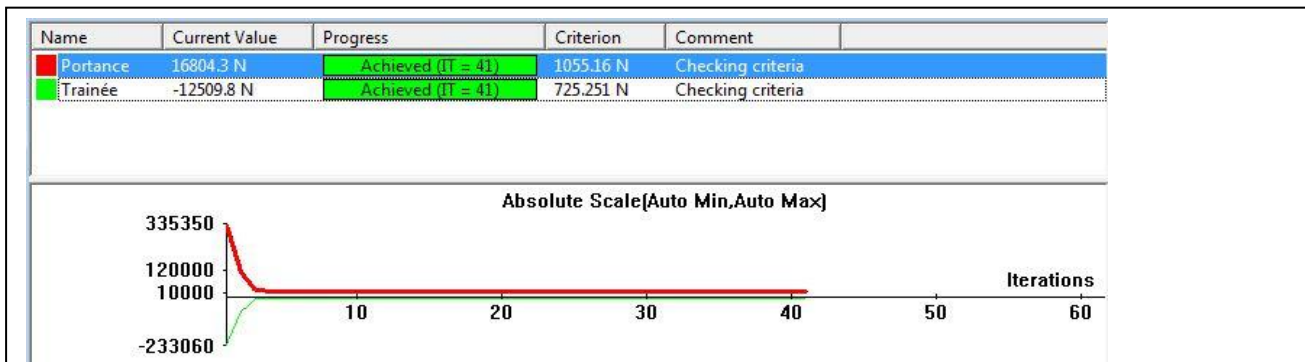 Name Current Value Progress Criterion Comment
Portance 16804.3 N Achieved (IT = 41) 1055.16 N Checking criteria
Trainée -12509.8 N Achieved (IT = 41) 725.251 N Checking criteria
Absolute Scale(Auto Min,Auto Max)
335350
120000
Iterations
10000
10 20 30 40 50 60
-233060